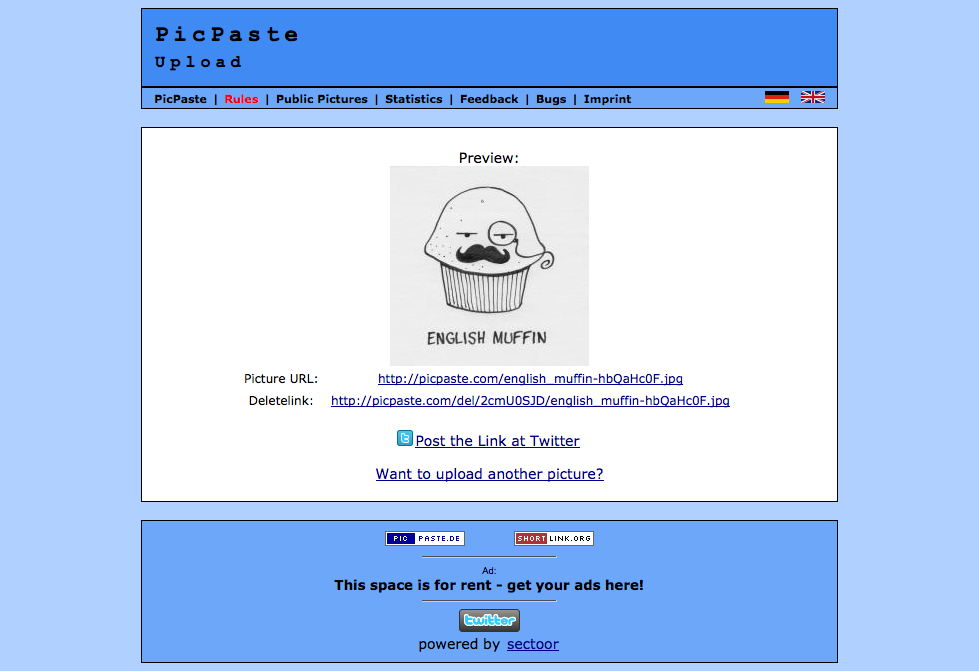 PicPaste
Upload
PicPaste | Rules | Public Pictures | Statistics | Feedback | Bugs | Imprint
Preview:
ENGLISH MUFFIN
Picture URL: http://picpaste.com/english_muffin-hbQaHc0F.jpg
Deletelink: http://picpaste.com/del/2cmU0SJD/english_muffin-hbQaHc0F.jpg
t Post the Link at Twitter
Want to upload another picture?
PIC PASTE.DE SHORT LINK.ORG
Ad:
This space is for rent - get your ads here!
twitter
powered by sectoor